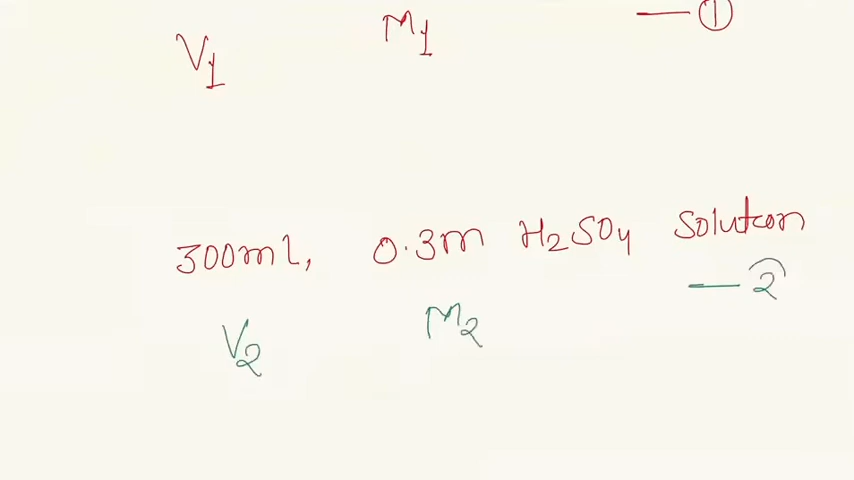 V1 M1 — 1
300ml, 0.3m H2SO4 Solution
— 2
V2 M2